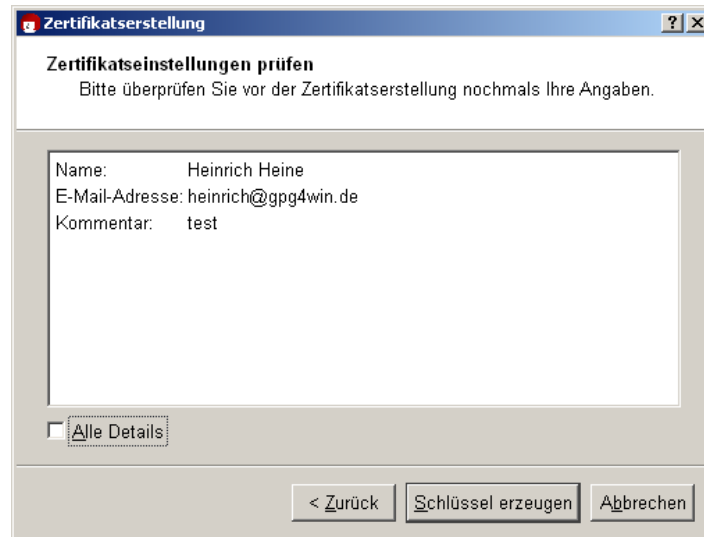 Zertifikatserstellung
Zertifikatseinstellungen prüfen
Bitte überprüfen Sie vor der Zertifikatserstellung nochmals Ihre Angaben.
Name: Heinrich Heine
E-Mail-Adresse: heinrich@gpg4win.de
Kommentar: test
Alle Details
< Zurück Schlüssel erzeugen Abbrechen